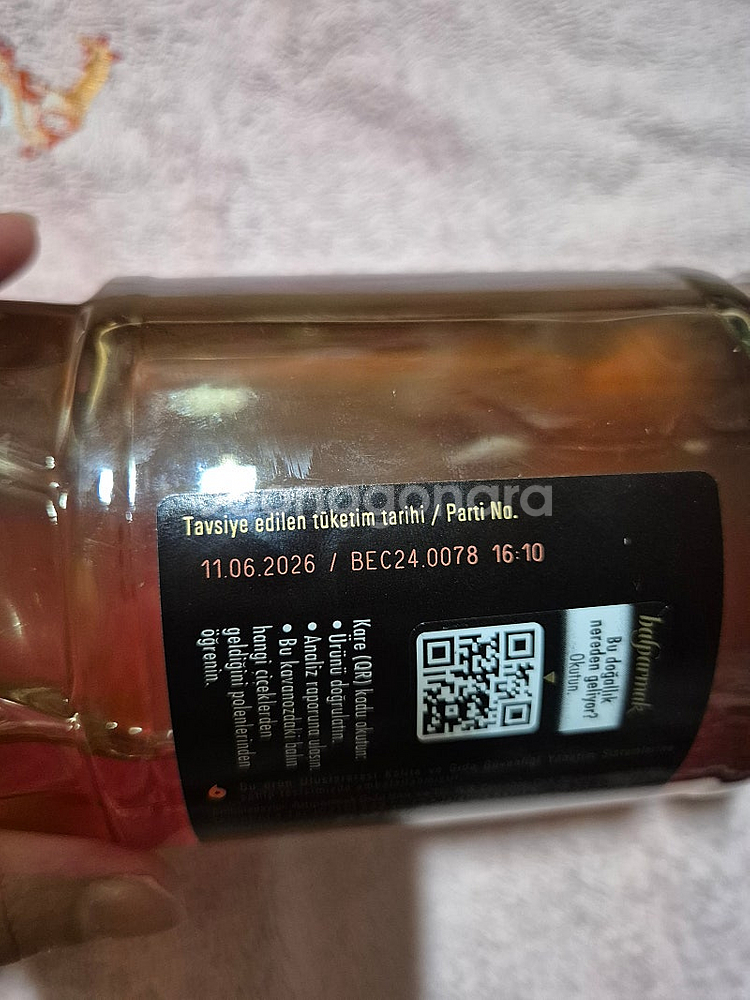 Tavsiye edilen tüketim tarihi / Parti No.
11.06.2026 / BEC24.0078 16:10
balparmak
Bu doğallık
nereden geliyor?
Okutun.
Kare (QR) kodu okutun:
• Ürünü doğrulatın.
• Analiz raporuna ulaşın.
• Bu kavanozdaki balın
hangi çiçeklerden
geldiğini polenlerinden
öğrenin.